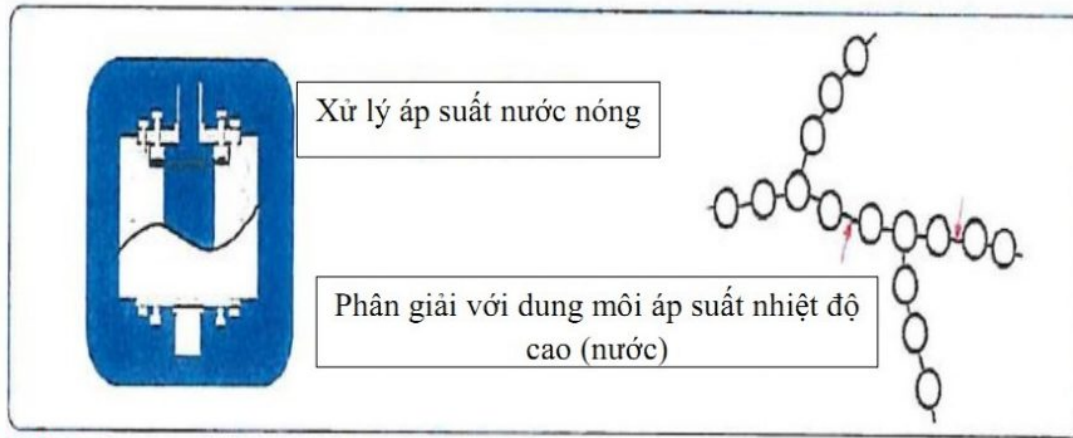 Xử lý áp suất nước nóng
Phân giải với dung môi áp suất nhiệt độ
cao (nước)